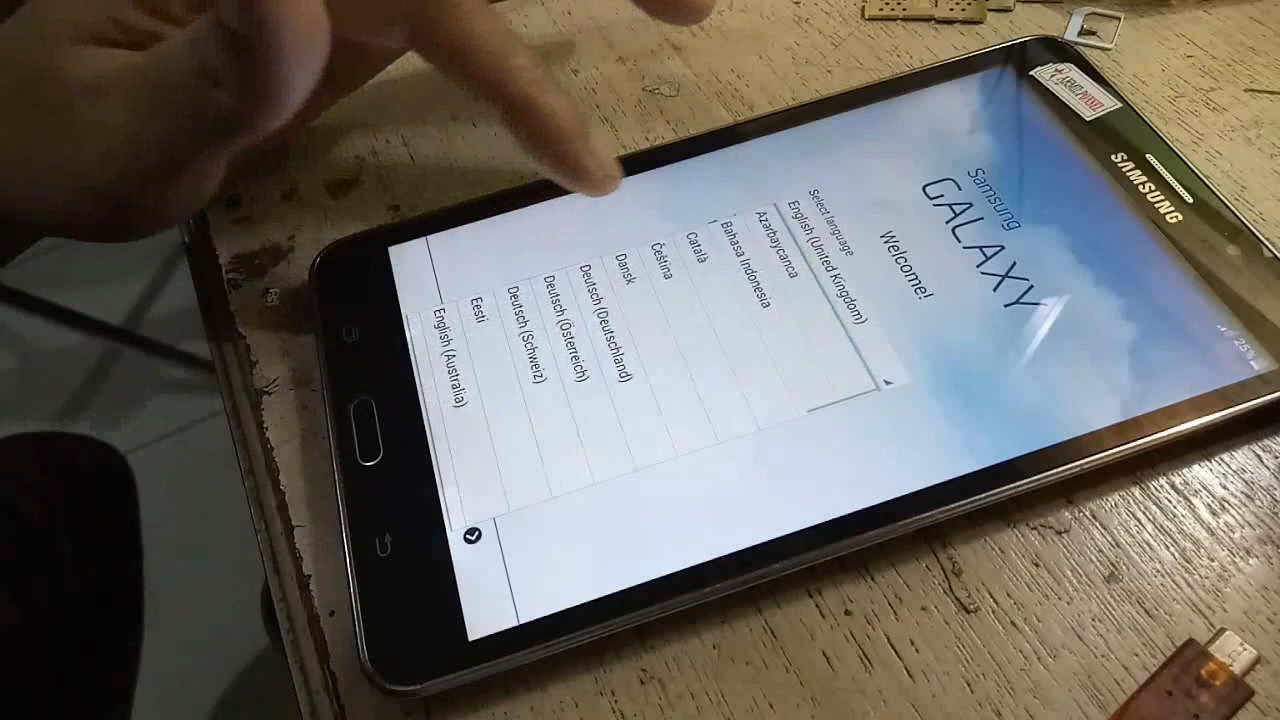 SAMSUNG
25%
Samsung
GALAXY
Welcome!
Select language
English (United Kingdom)
Azərbaycanca
Bahasa Indonesia
Català
Čeština
Dansk
Deutsch (Deutschland)
Deutsch (Österreich)
Deutsch (Schweiz)
Eesti
English (Australia)